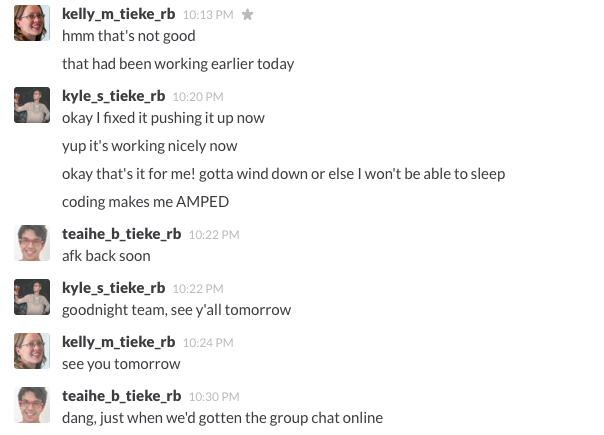 kelly_m_tieke_rb 10:13 PM
hmm that's not good
that had been working earlier today
kyle_s_tieke_rb 10:20 PM
okay I fixed it pushing it up now
yup it's working nicely now
okay that's it for me! gotta wind down or else I won't be able to sleep
coding makes me AMPED
teaihe_b_tieke_rb 10:22 PM
afk back soon
kyle_s_tieke_rb 10:22 PM
goodnight team, see y'all tomorrow
kelly_m_tieke_rb 10:24 PM
see you tomorrow
teaihe_b_tieke_rb 10:30 PM
dang, just when we'd gotten the group chat online